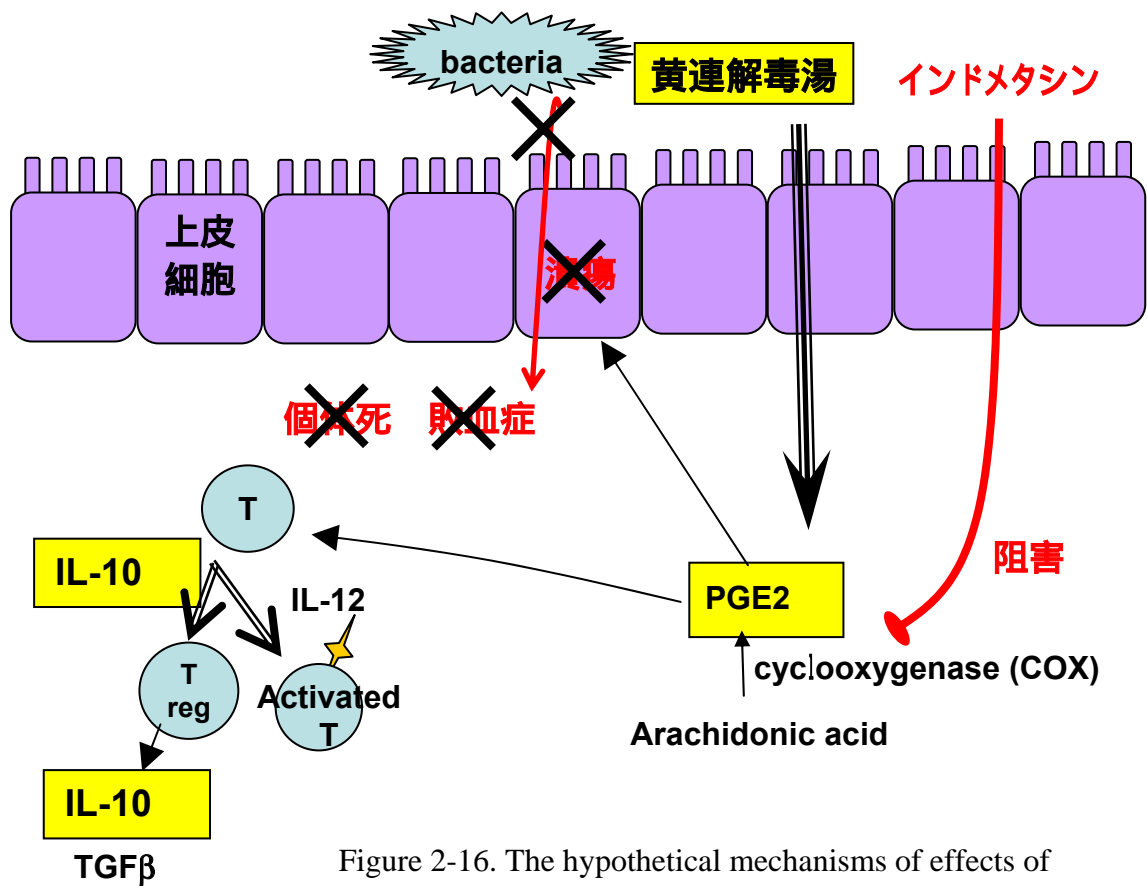 bacteria
黄連解毒湯
インドメタシン
上皮
細胞
潰瘍
個体死
敗血症
T
IL-10
IL-12
阻害
PGE2
T
reg
Activated
T
cyclooxygenase (COX)
Arachidonic acid
IL-10
TGFβ
Figure 2-16. The hypothetical mechanisms of effects of